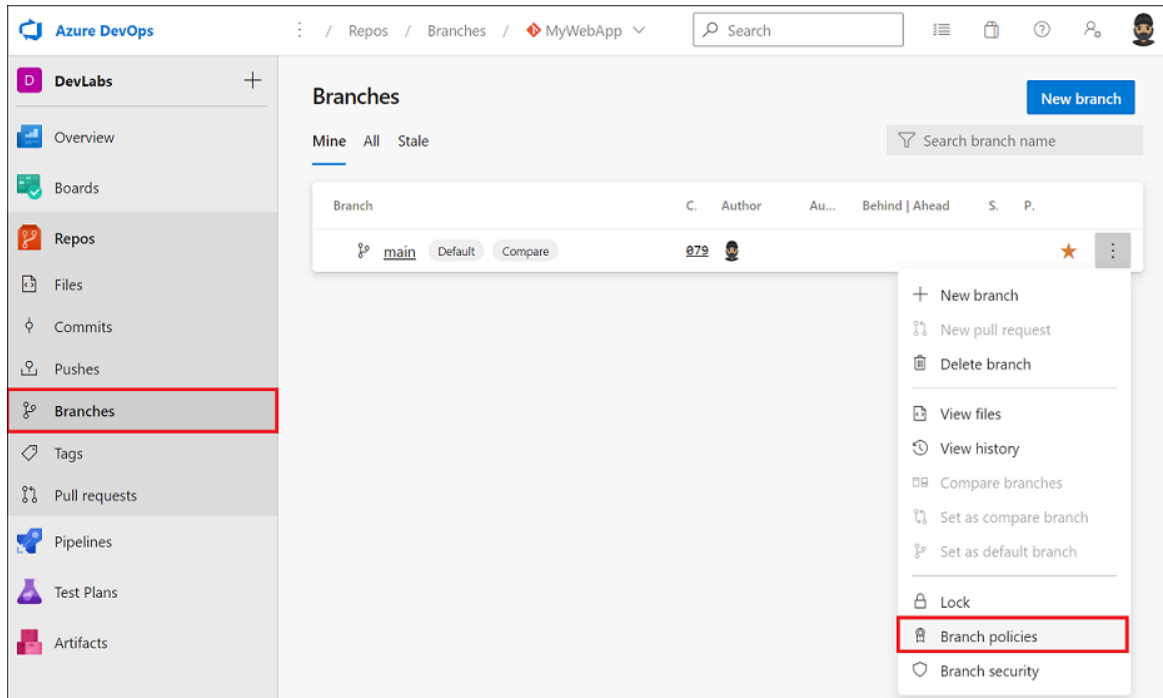 Azure DevOps
/ Repos / Branches / MyWebApp
Search
D DevLabs
Overview
Boards
Repos
Files
Commits
Pushes
Branches
Tags
Pull requests
Pipelines
Test Plans
Artifacts
Branches
New branch
Mine All Stale
Search branch name
Branch C. Author Au... Behind | Ahead S. P.
main Default Compare 079
New branch
New pull request
Delete branch
View files
View history
Compare branches
Set as compare branch
Set as default branch
Lock
Branch policies
Branch security